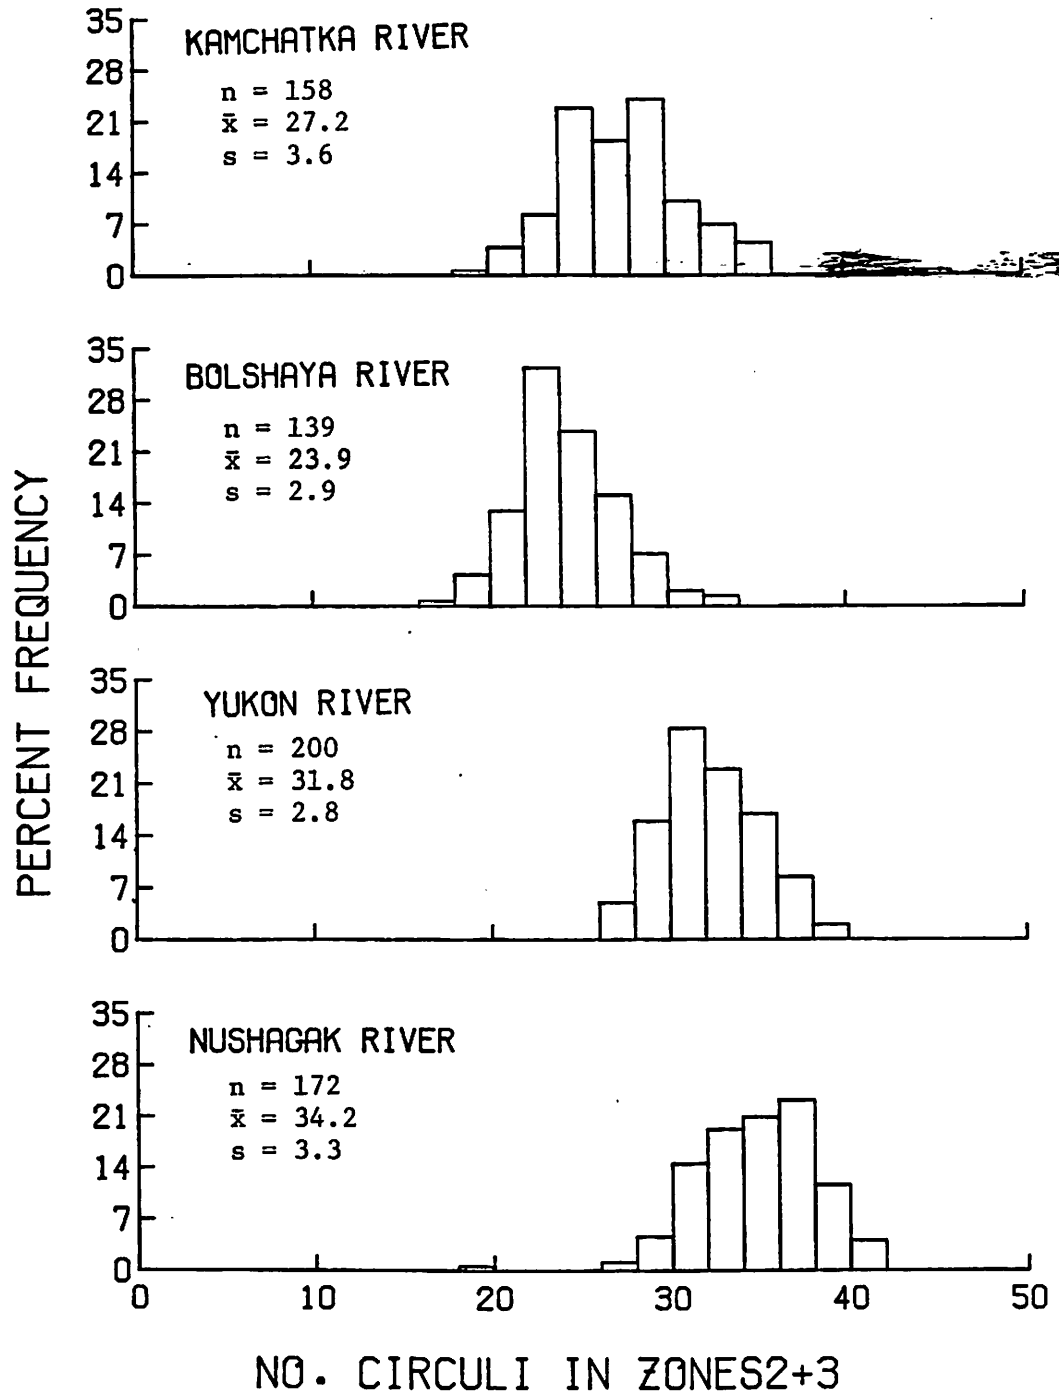 PERCENT FREQUENCY
35
28
21
14
7
0
KAMCHATKA RIVER
n = 158
x̄ = 27.2
s = 3.6
35
28
21
14
7
0
BOLSHAYA RIVER
n = 139
x̄ = 23.9
s = 2.9
35
28
21
14
7
0
YUKON RIVER
n = 200
x̄ = 31.8
s = 2.8
35
28
21
14
7
0
NUSHAGAK RIVER
n = 172
x̄ = 34.2
s = 3.3
0 10 20 30 40 50
NO. CIRCULI IN ZONES2+3